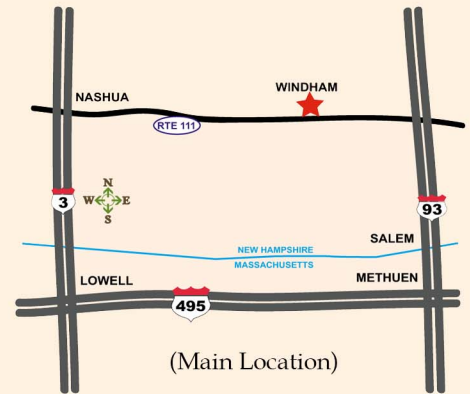 WINDHAM
NASHUA
RTE 111
N
W E
S
3
93
SALEM
NEW HAMPSHIRE
MASSACHUSETTS
LOWELL
METHUEN
495
(Main Location)